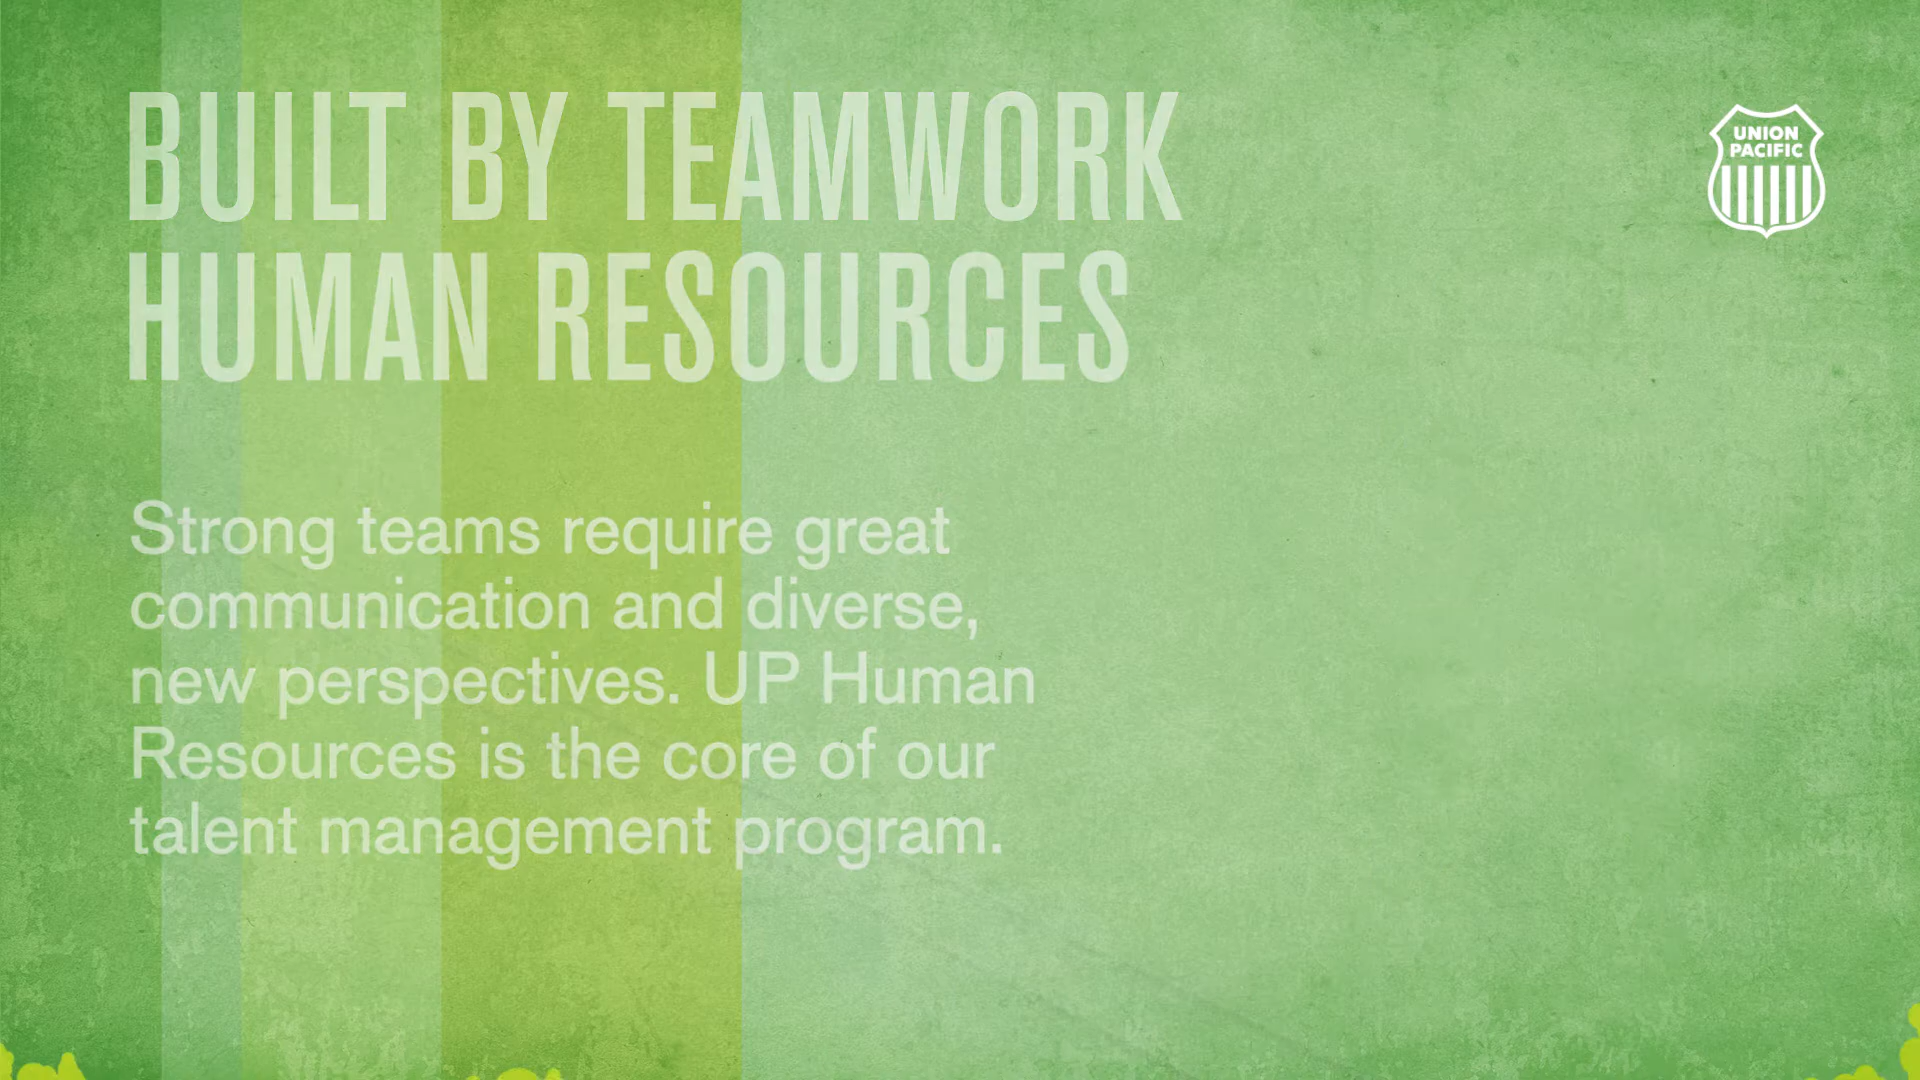 BUILT BY TEAMWORK
HUMAN RESOURCES
UNION
PACIFIC
Strong teams require great
communication and diverse,
new perspectives. UP Human
Resources is the core of our
talent management program.